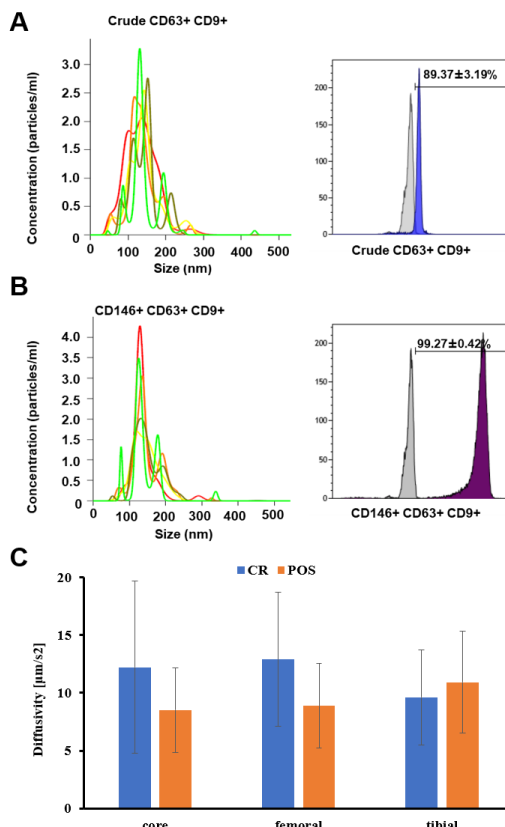 A
Crude CD63+ CD9+
Concentration (particles/ml)
3.0
2.5
2.0
1.5
1.0
0.5
0
0 100 200 300 400 500
Size (nm)
89.37±3.19%
200
150
100
50
0
Crude CD63+ CD9+
B
CD146+ CD63+ CD9+
Concentration (particles/ml)
4.0
3.5
3.0
2.5
2.0
1.5
1.0
0.5
0
0 100 200 300 400 500
Size (nm)
99.27±0.42%
200
150
100
50
0
CD146+ CD63+ CD9+
C
CR POS
Diffusivity [µm/s2]
20
15
10
5
0
core femoral tibial